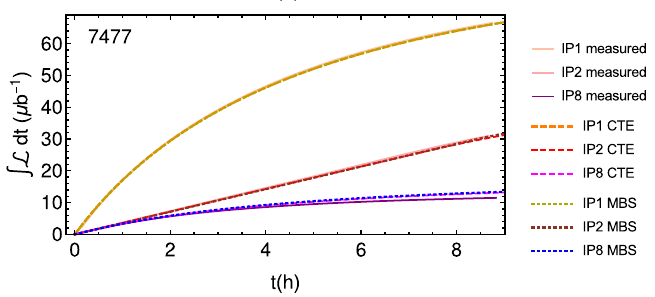 7477
∫ℒ dt (μb⁻¹)
60
50
40
30
20
10
0
0 2 4 6 8
t(h)
IP1 measured
IP2 measured
IP8 measured
IP1 CTE
IP2 CTE
IP8 CTE
IP1 MBS
IP2 MBS
IP8 MBS